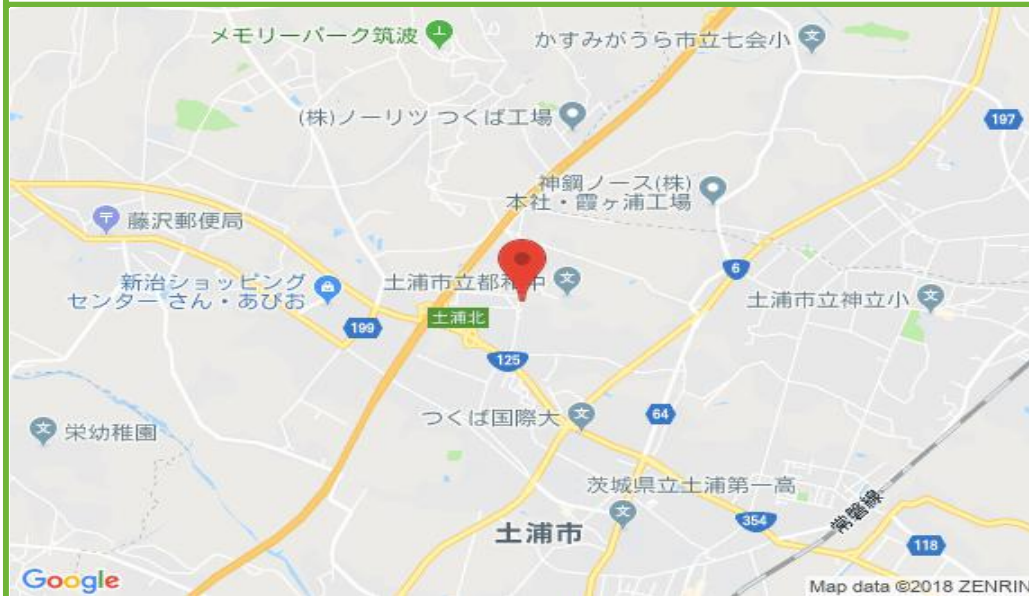 メモリーパーク筑波
かすみがうら市立七会小
(株)ノーリツ つくば工場
197
神鋼ノース(株)
本社・霞ヶ浦工場
藤沢郵便局
6
新治ショッピング
センター さん・あぴお
土浦市立都和中
土浦市立神立小
土浦北
199
125
つくば国際大
64
栄幼稚園
茨城県立土浦第一高
常磐線
354
土浦市
118
Google
Map data ©2018 ZENRIN